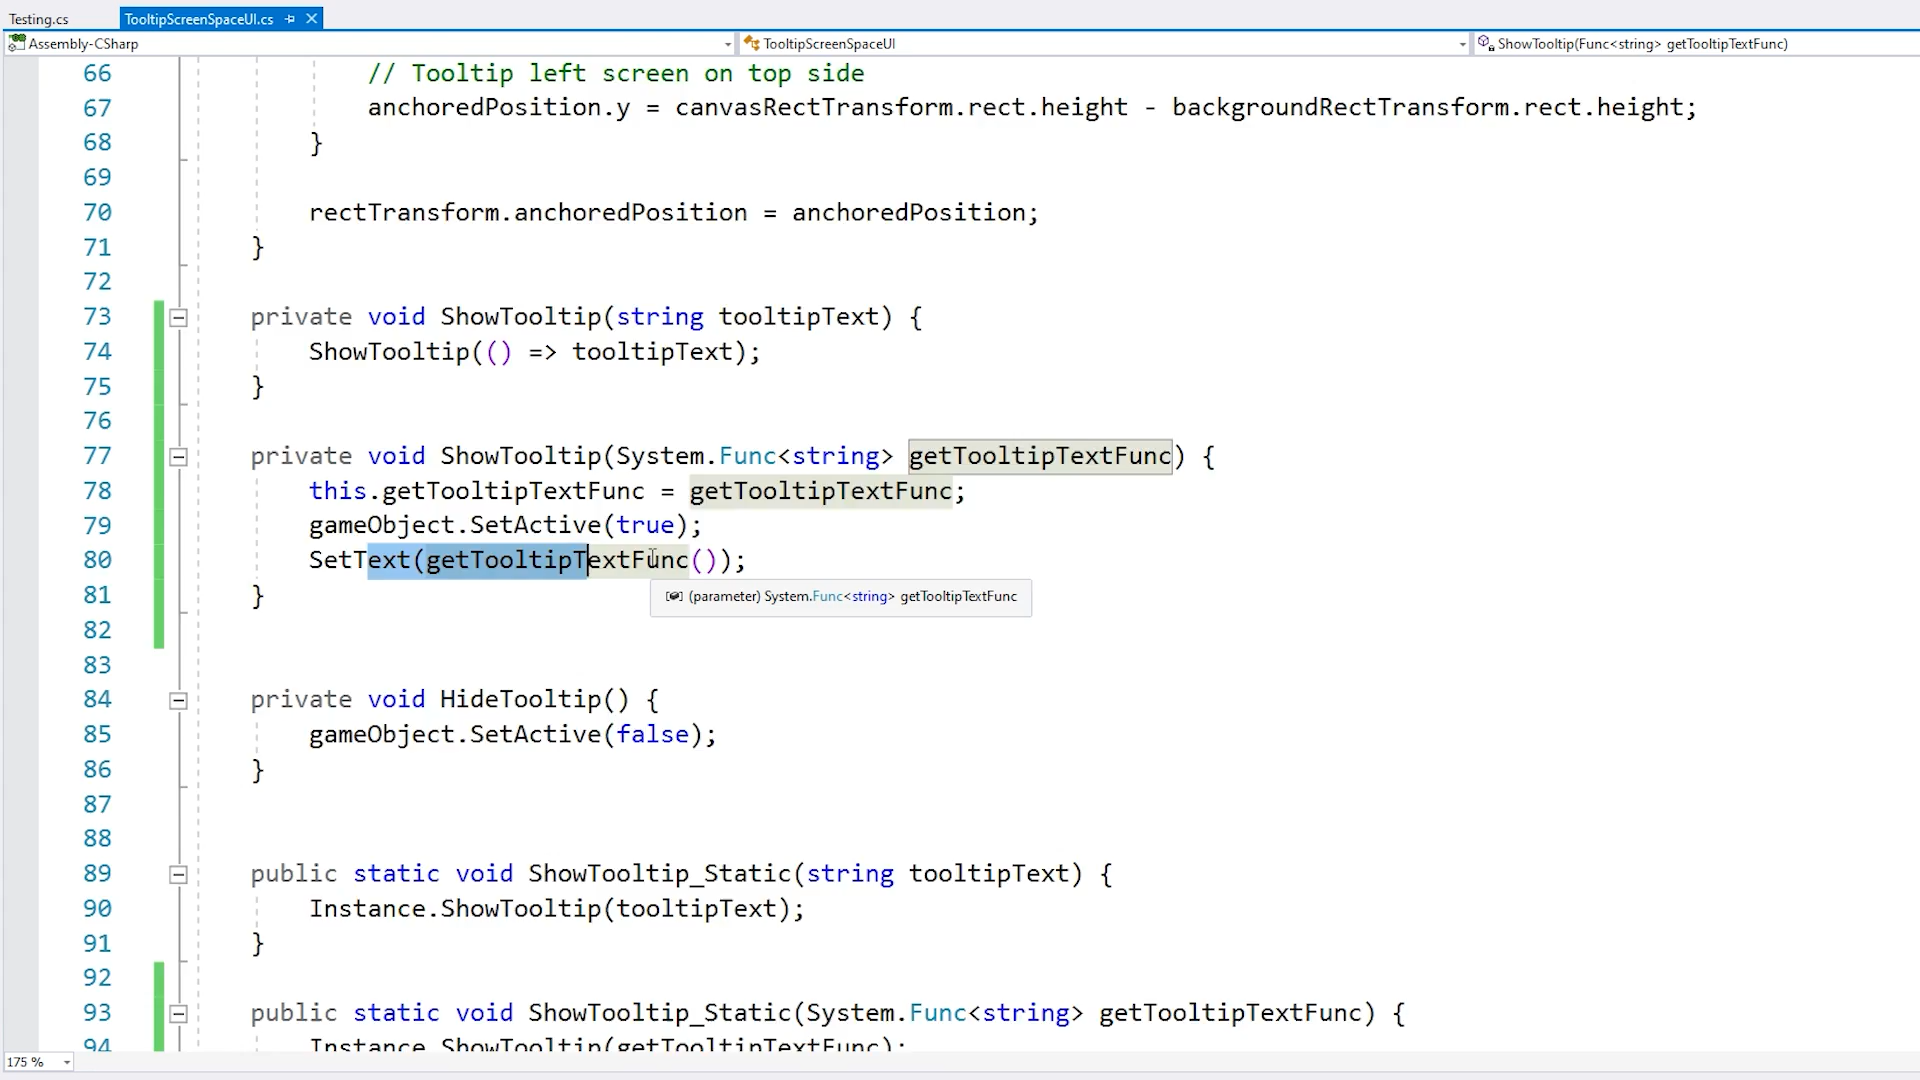 Testing.cs TooltipScreenSpaceUI.cs
Assembly-CSharp TooltipScreenSpaceUI ShowTooltip(Func<string> getTooltipTextFunc)
66 // Tooltip left screen on top side
67 anchoredPosition.y = canvasRectTransform.rect.height - backgroundRectTransform.rect.height;
68 }
69
70 rectTransform.anchoredPosition = anchoredPosition;
71 }
72
73 private void ShowTooltip(string tooltipText) {
74 ShowTooltip(() => tooltipText);
75 }
76
77 private void ShowTooltip(System.Func<string> getTooltipTextFunc) {
78 this.getTooltipTextFunc = getTooltipTextFunc;
79 gameObject.SetActive(true);
80 SetText(getTooltipTextFunc());
81 }
(parameter) System.Func<string> getTooltipTextFunc
82
83
84 private void HideTooltip() {
85 gameObject.SetActive(false);
86 }
87
88
89 public static void ShowTooltip_Static(string tooltipText) {
90 Instance.ShowTooltip(tooltipText);
91 }
92
93 public static void ShowTooltip_Static(System.Func<string> getTooltipTextFunc) {
94 Instance.ShowTooltip(getTooltipTextFunc);
175 %